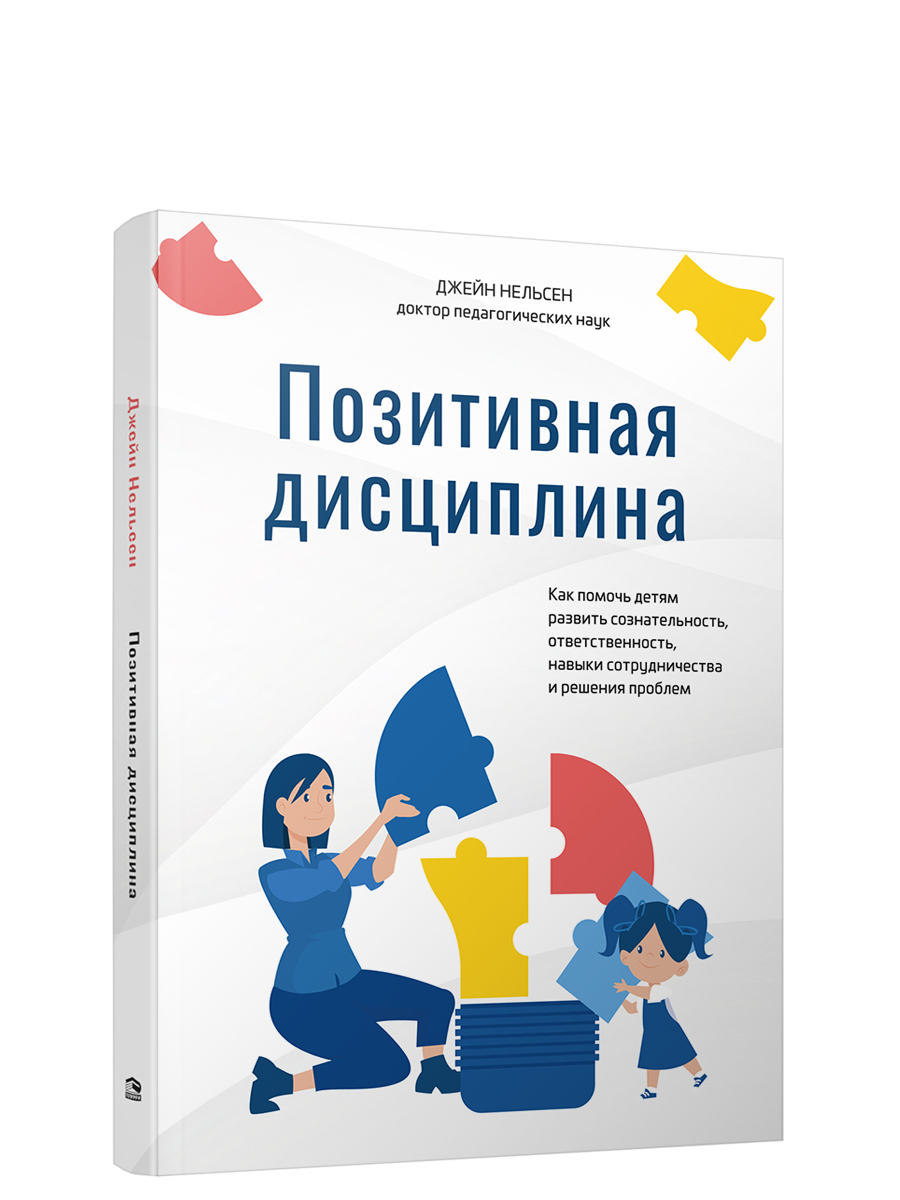 ДЖЕЙН НЕЛЬСЕН
доктор педагогических наук
Позитивная
дисциплина
Как помочь детям
развить сознательность,
ответственность,
навыки сотрудничества
и решения проблем
Джейн Нельсен
Позитивная дисциплина